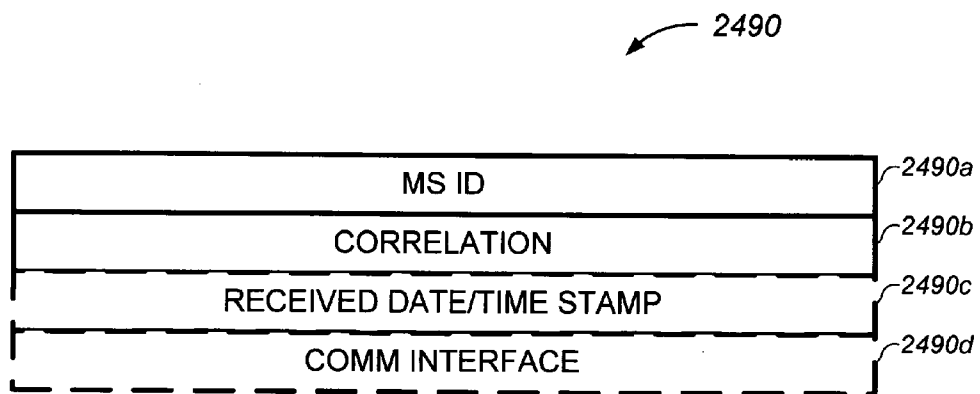 2490
MS ID
2490a
CORRELATION
2490b
RECEIVED DATE/TIME STAMP
2490c
COMM INTERFACE
2490d